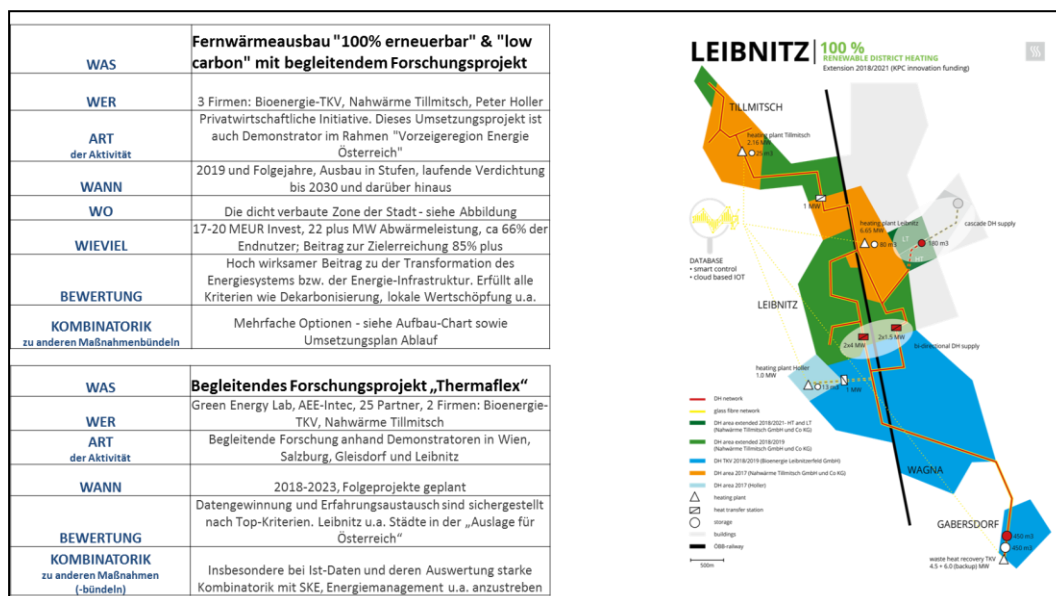 WAS
Fernwärmeausbau "100% erneuerbar" & "low
carbon" mit begleitendem Forschungsprojekt
WER
3 Firmen: Bioenergie-TKV, Nahwärme Tillmitsch, Peter Holler
ART
der Aktivität
Privatwirtschaftliche Initiative. Dieses Umsetzungsprojekt ist
auch Demonstrator im Rahmen "Vorzeigeregion Energie
Österreich"
WANN
2019 und Folgejahre, Ausbau in Stufen, laufende Verdichtung
bis 2030 und darüber hinaus
WO
Die dicht verbaute Zone der Stadt - siehe Abbildung
WIEVIEL
17-20 MEUR Invest, 22 plus MW Abwärmeleistung, ca 66% der
Endnutzer; Beitrag zur Zielerreichung 85% plus
BEWERTUNG
Hoch wirksamer Beitrag zu der Transformation des
Energiesystems bzw. der Energie-Infrastruktur. Erfüllt alle
Kriterien wie Dekarbonisierung, lokale Wertschöpfung u.a.
KOMBINATORIK
zu anderen Maßnahmenbündeln
Mehrfache Optionen - siehe Aufbau-Chart sowie
Umsetzungsplan Ablauf
WAS
Begleitendes Forschungsprojekt „Thermaflex“
WER
Green Energy Lab, AEE-Intec, 25 Partner, 2 Firmen: Bioenergie-
TKV, Nahwärme Tillmitsch
ART
der Aktivität
Begleitende Forschung anhand Demonstratoren in Wien,
Salzburg, Gleisdorf und Leibnitz
WANN
2018-2023, Folgeprojekte geplant
BEWERTUNG
Datengewinnung und Erfahrungsaustausch sind sichergestellt
nach Top-Kriterien. Leibnitz u.a. Städte in der „Auslage für
Österreich“
KOMBINATORIK
zu anderen Maßnahmen
(-bündeln)
Insbesondere bei Ist-Daten und deren Auswertung starke
Kombinatorik mit SKE, Energiemanagement u.a. anzustreben
LEIBNITZ
100 %
RENEWABLE DISTRICT HEATING
Extension 2018/2021 (KPC innovation funding)
TILLMITSCH
heating plant Tillmitsch
2.16 MW
25 m3
1 MW
heating plant Leibnitz
6.65 MW
80 m3
LT
HT
180 m3
cascade DH supply
DATABASE
• smart control
• cloud based IOT
LEIBNITZ
2x4 MW
2x1.5 MW
bi-directional DH supply
heating plant Holler
1.0 MW
13 m3
1 MW
WAGNA
GABERSDORF
450 m3
450 m3
waste heat recovery TKV
4.5 + 6.0 (backup) MW
DH network
glass fibre network
DH area extended 2018/2021- HT and LT
(Nahwärme Tillmitsch GmbH und Co KG)
DH area extended 2018/2019
(Nahwärme Tillmitsch GmbH und Co KG)
DH TKV 2018/2019 (Bioenergie Leibnitzerfeld GmbH)
DH area 2017 (Nahwärme Tillmitsch GmbH und Co KG)
DH area 2017 (Holler)
heating plant
heat transfer station
storage
buildings
ÖBB-railway
500m